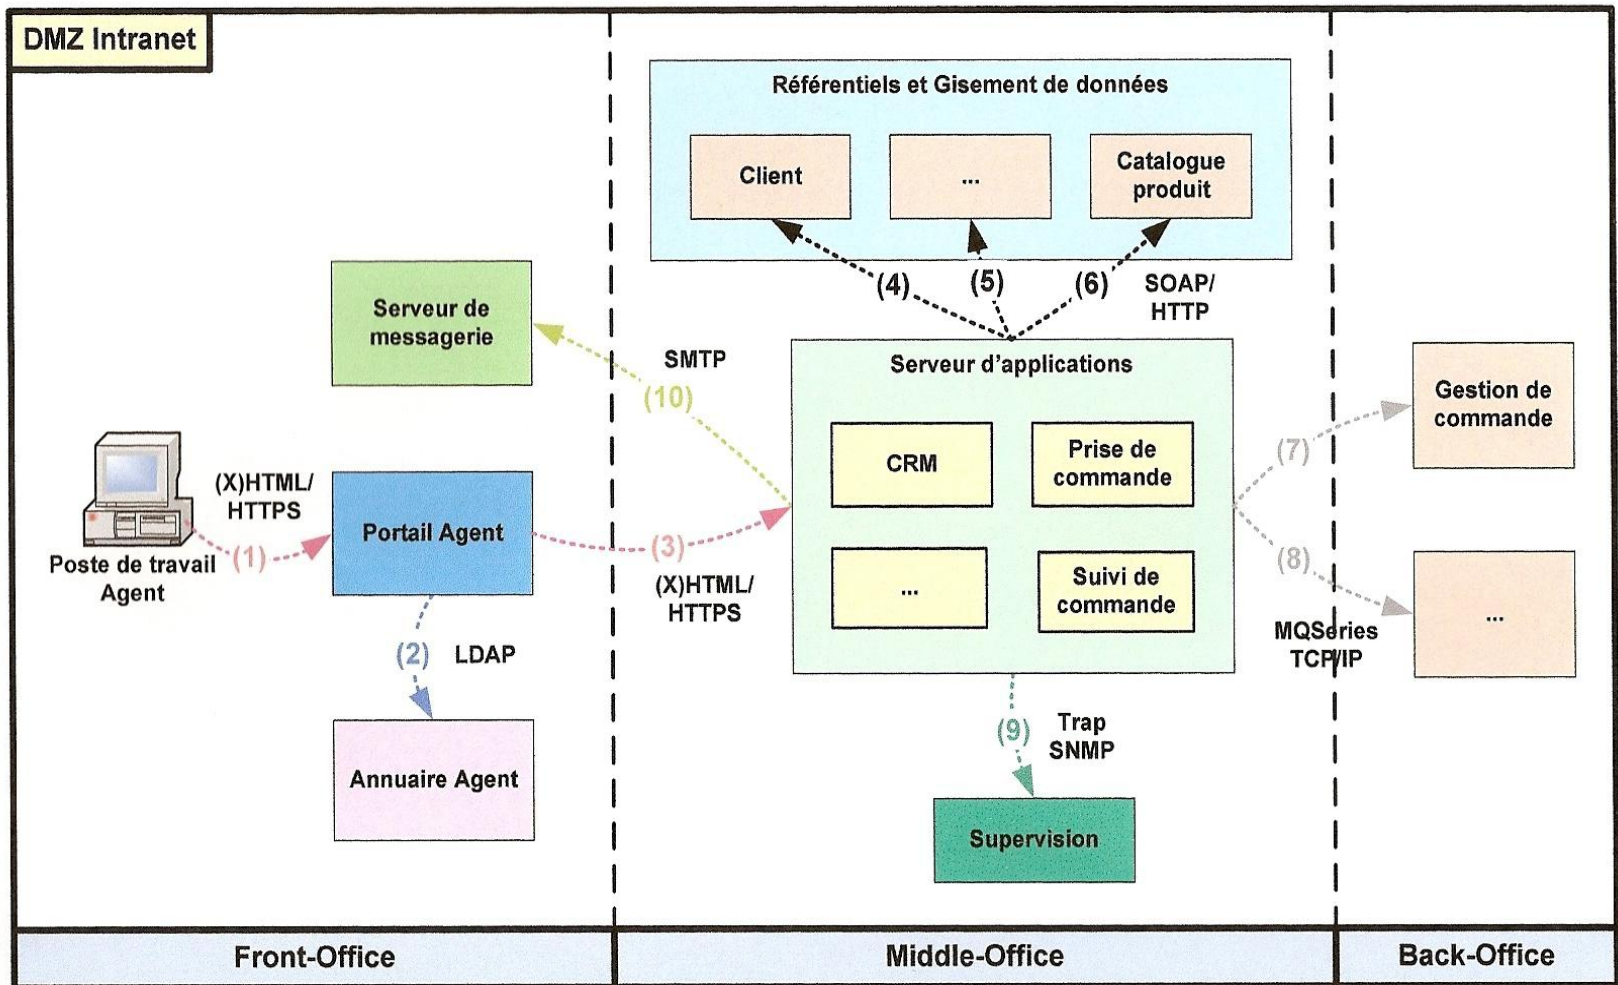 DMZ Intranet
Référentiels et Gisement de données
Client
...
Catalogue
produit
(4)
(5)
(6)
SOAP/
HTTP
Serveur de
messagerie
SMTP
(10)
Serveur d'applications
CRM
Prise de
commande
...
Suivi de
commande
Gestion de
commande
(7)
(8)
...
MQSeries
TCP/IP
(X)HTML/
HTTPS
Poste de travail
Agent
(1)
Portail Agent
(3)
(X)HTML/
HTTPS
(2)
LDAP
Annuaire Agent
(9)
Trap
SNMP
Supervision
Front-Office
Middle-Office
Back-Office